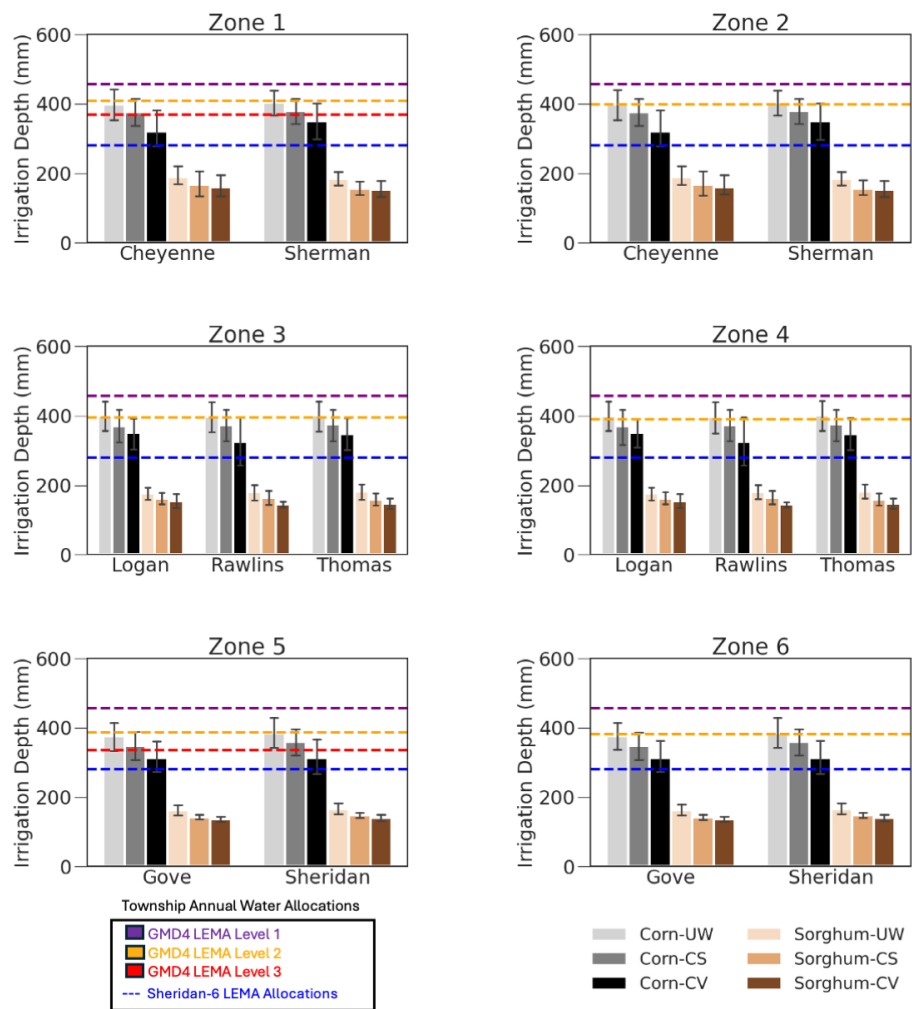 Zone 1
Irrigation Depth (mm)
600
400
200
0
Cheyenne
Sherman
Zone 2
Irrigation Depth (mm)
600
400
200
0
Cheyenne
Sherman
Zone 3
Irrigation Depth (mm)
600
400
200
0
Logan
Rawlins
Thomas
Zone 4
Irrigation Depth (mm)
600
400
200
0
Logan
Rawlins
Thomas
Zone 5
Irrigation Depth (mm)
600
400
200
0
Gove
Sheridan
Zone 6
Irrigation Depth (mm)
600
400
200
0
Gove
Sheridan
Township Annual Water Allocations
GMD4 LEMA Level 1
GMD4 LEMA Level 2
GMD4 LEMA Level 3
Sheridan-6 LEMA Allocations
Corn-UW
Corn-CS
Corn-CV
Sorghum-UW
Sorghum-CS
Sorghum-CV